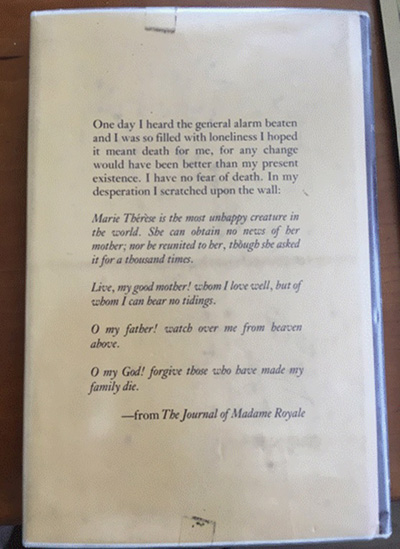 One day I heard the general alarm beaten
and I was so filled with loneliness I hoped
it meant death for me, for any change
would have been better than my present
existence. I have no fear of death. In my
desperation I scratched upon the wall:
Marie Thérèse is the most unhappy creature in
the world. She can obtain no news of her
mother; nor be reunited to her, though she asked
it for a thousand times.
Live, my good mother! whom I love well, but of
whom I can hear no tidings.
O my father! watch over me from heaven
above.
O my God! forgive those who have made my
family die.
—from The Journal of Madame Royale